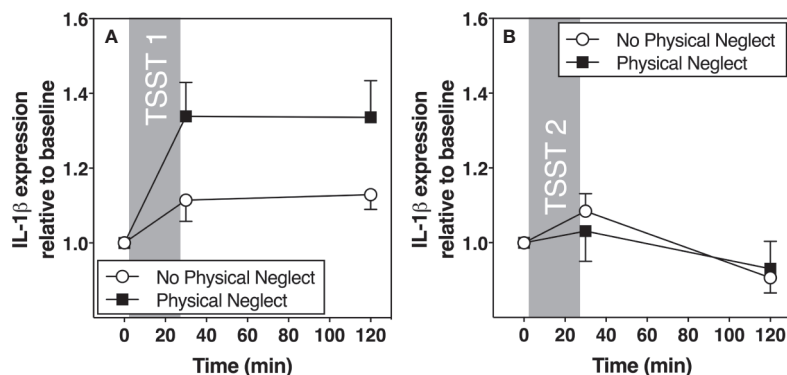 A
1.6
1.4
1.2
1.0
IL-1β expression
relative to baseline
TSST 1
No Physical Neglect
Physical Neglect
0 20 40 60 80 100 120
Time (min)
B
1.6
1.4
1.2
1.0
IL-1β expression
relative to baseline
TSST 2
No Physical Neglect
Physical Neglect
0 20 40 60 80 100 120
Time (min)